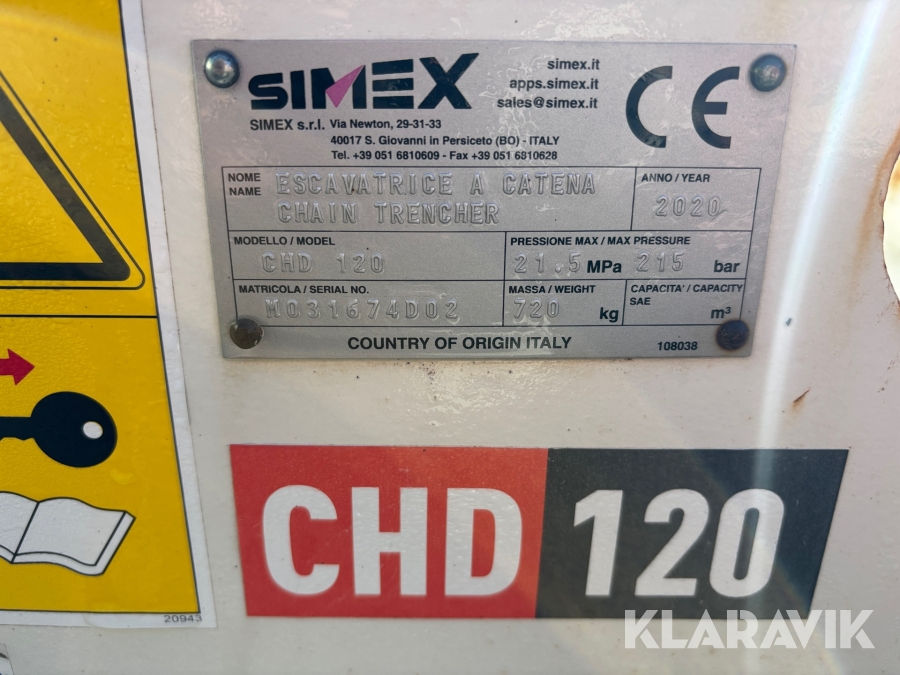 SIMEX
simex.it
apps.simex.it
sales@simex.it
CE
SIMEX s.r.l. Via Newton, 29-31-33
40017 S. Giovanni in Persiceto (BO) - ITALY
Tel. +39 051 6810609 - Fax +39 051 6810628
NOME
NAME
ESCAVATRICE A CATENA
CHAIN TRENCHER
ANNO / YEAR
2020
MODELLO / MODEL
CHD 120
PRESSIONE MAX / MAX PRESSURE
21.5 MPa 215 bar
MATRICOLA / SERIAL NO.
M031674D02
MASSA / WEIGHT
720 kg
CAPACITA' / CAPACITY
SAE
m³
COUNTRY OF ORIGIN ITALY
108038
CHD 120
20943
KLARAVIK